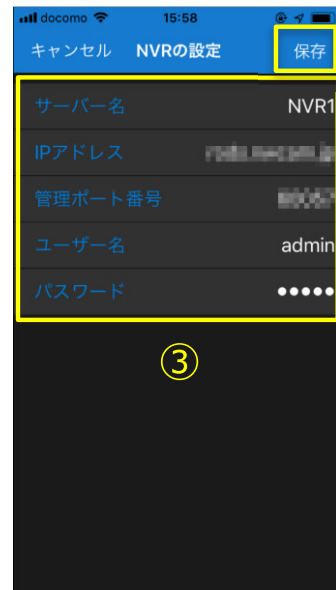 docomo 15:58
キャンセル NVRの設定 保存
サーバー名 NVR1
IPアドレス
管理ポート番号
ユーザー名 admin
パスワード •••••
③